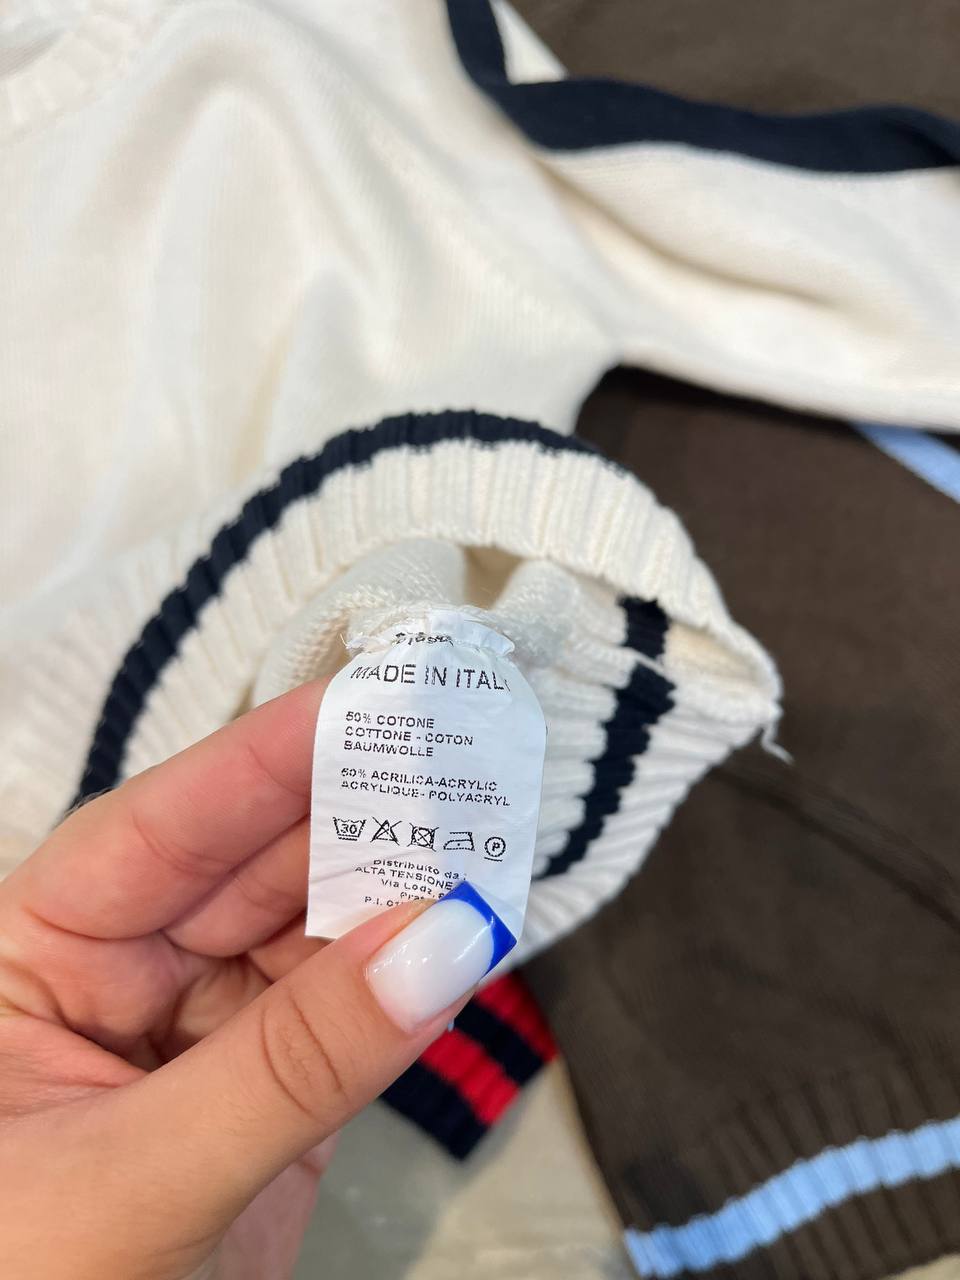 MADE IN ITALY
50% COTONE
COTTONE - COTON
BAUMWOLLE
50% ACRILICA-ACRYLIC
ACRYLIQUE- POLYACRYL
30
P
Distribuito da :
ALTA TENSIONE
Via Lodz,
P.I.